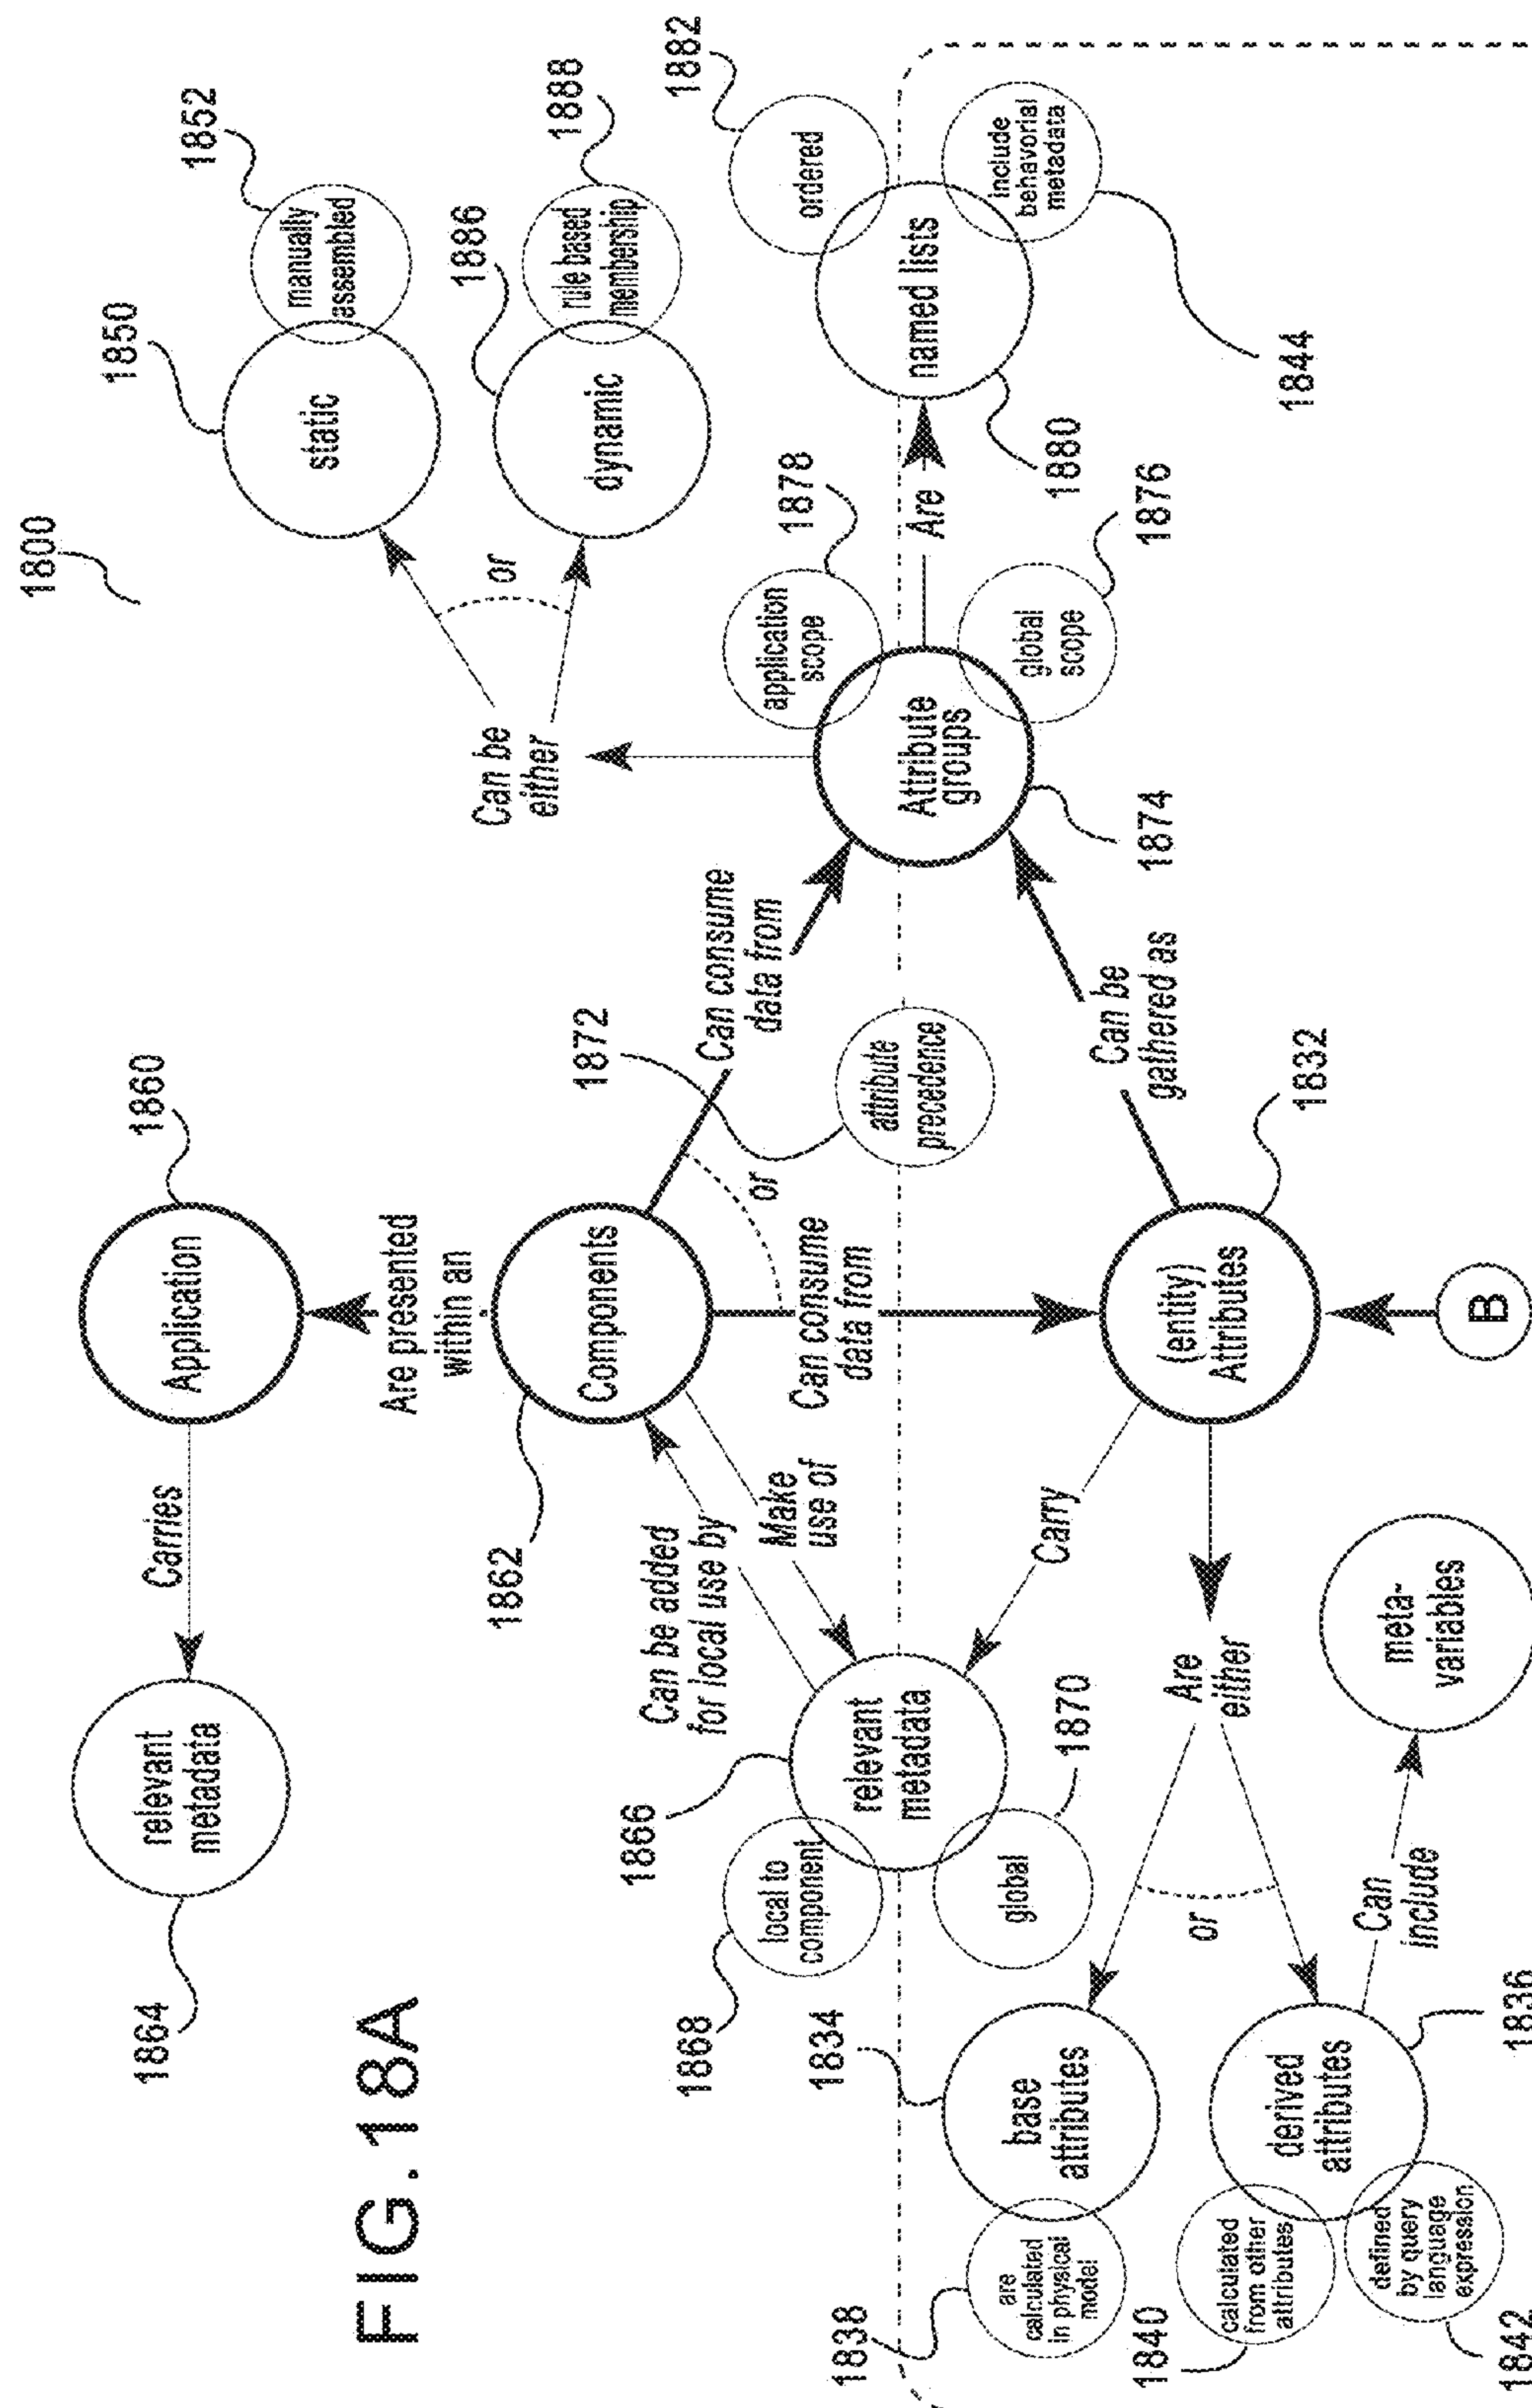 FIG. 18A
1800
1864
relevant
metadata
Carries
Application
1860
Are presented
within an
1850
static
1852
manually
assembled
1886
dynamic
1888
rule based
membership
or
Can be
either
1862
Components
1872
Can consume
data from
or
Can consume
data from
attribute
precedence
Can be added
for local use by
Make
use of
1866
relevant
metadata
1868
local to
component
1870
global
Carry
application
scope
1878
Attribute
groups
1874
global
scope
1876
Are
named lists
1880
ordered
1882
include
behavorial
metadata
1844
Can be
gathered as
(entity)
Attributes
1832
B
Are
either
or
1834
base
attributes
1838
are
calculated
in physical
model
derived
attributes
1836
1840
calculated
from other
attributes
1842
defined
by query
language
expression
Can
include
meta-
variables